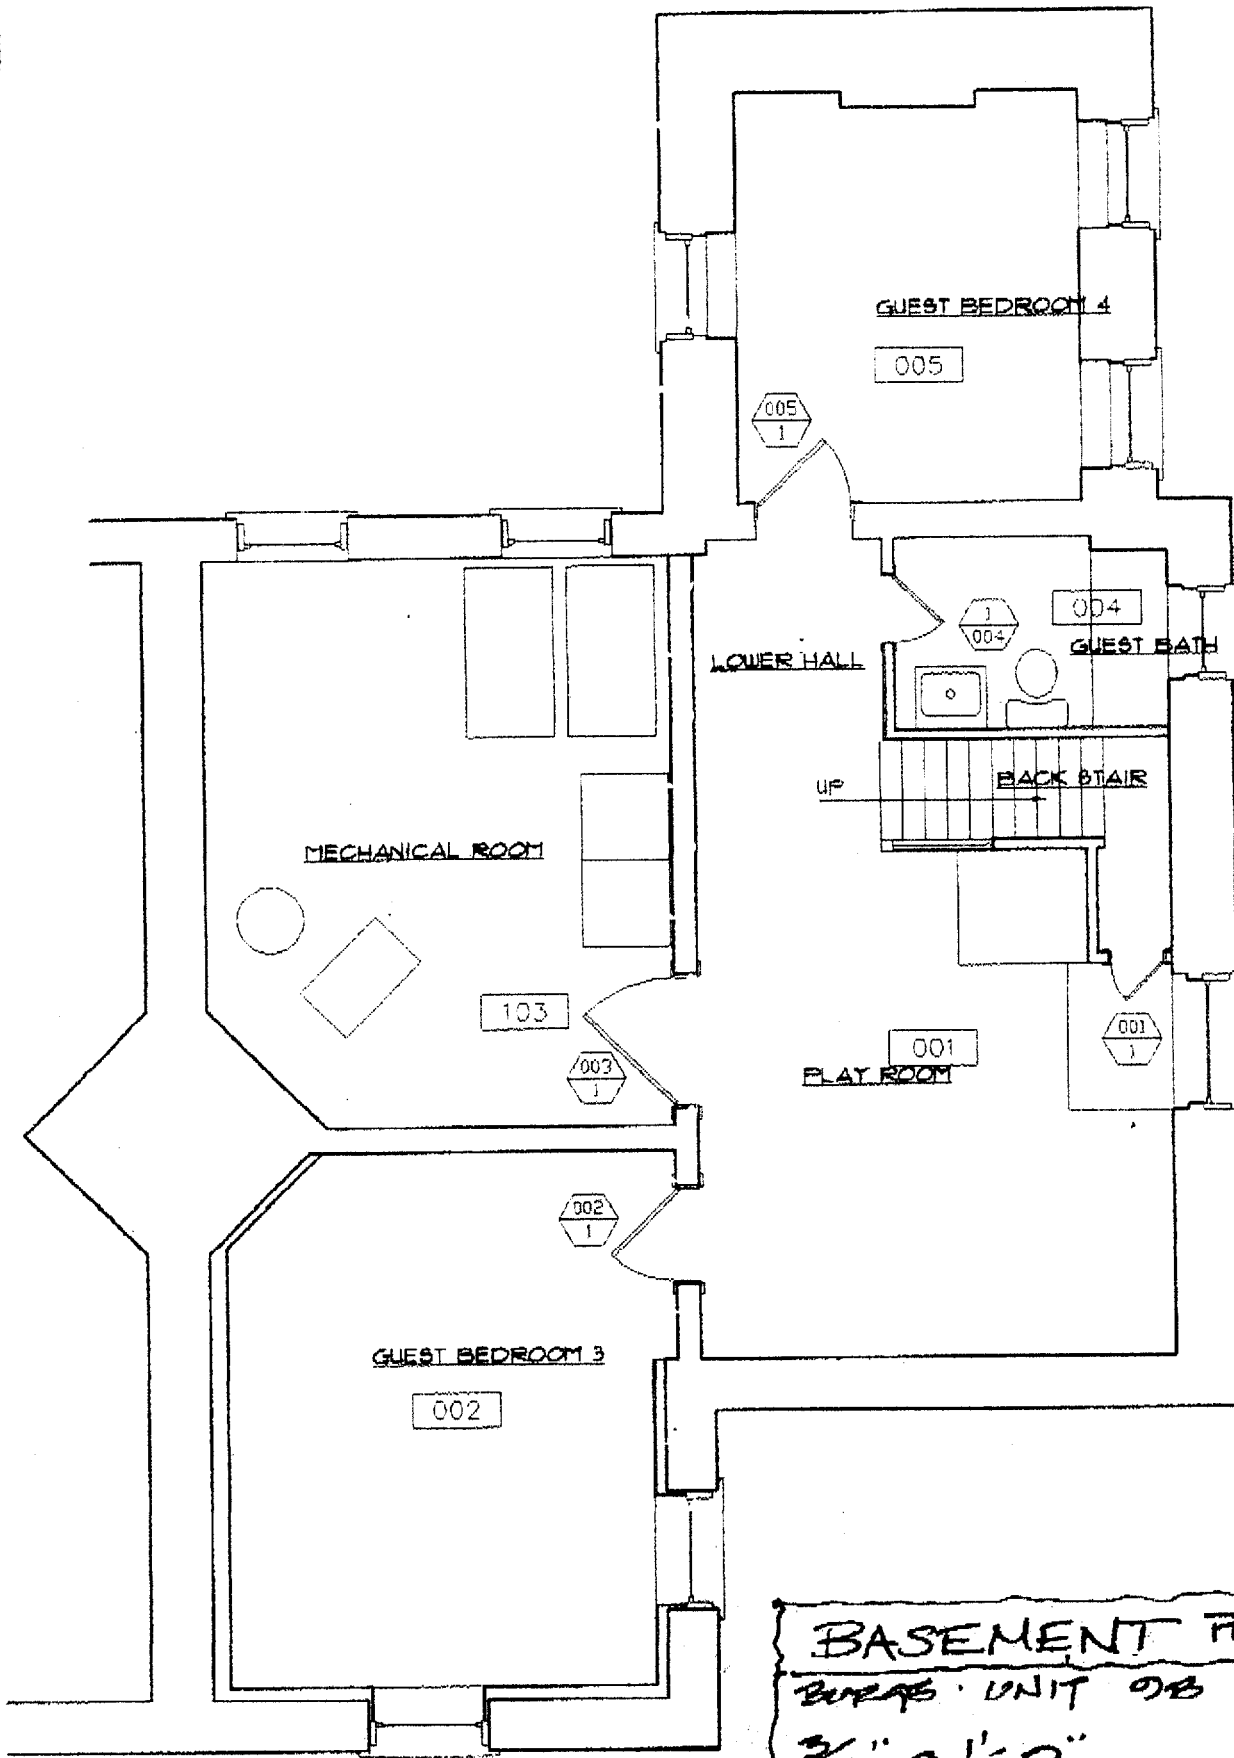 GUEST BEDROOM 4
005
005
1
004
1
004
GUEST BATH
LOWER HALL
UP
BACK STAIR
MECHANICAL ROOM
103
003
1
001
PLAY ROOM
001
1
002
1
GUEST BEDROOM 3
002
BASEMENT
UNIT 9B